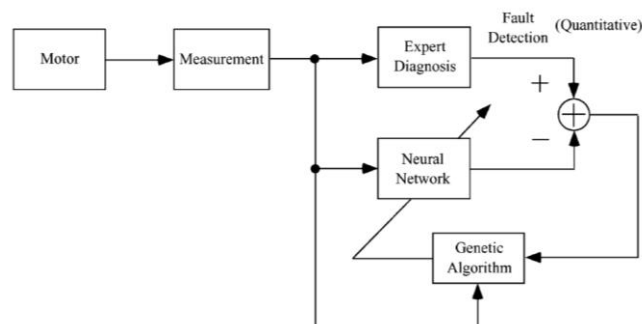 Fault
Detection
(Quantitative)
Motor
Measurement
Expert
Diagnosis
+
Neural
Network
−
Genetic
Algorithm